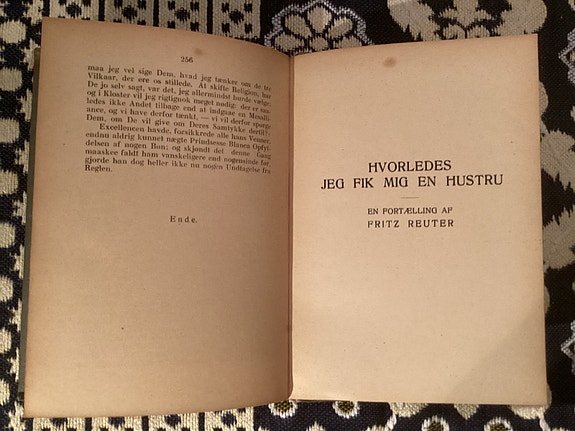 256
maa jeg vel sige Dem, hvad jeg tænker om de to
Vilkaar, der ere os stillede. At skifte Religion, har
De jo selv sagt, var det, jeg allermindst burde vælge,
og i Kloster vil jeg rigtignok meget nødig: der er saa-
ledes ikke Andet tilbage end at indgaae en Mesalli-
ance, og vi have derfor tænkt, — vi vil derfor spørge
Dem, om De vil give om Deres Samtykke dertil?
Excellencen havde, forsikkrede alle hans Venner,
endnu aldrig kunnet nægte Prindsesse Blanca Opfyl-
delsen af nogen Bøn; og skjøndt det denne Gang
maaskee faldt ham vanskeligere end nogensinde før,
gjorde han dog heller ikke nu nogen Undtagelse fra
Reglen.
Ende.
HVORLEDES
JEG FIK MIG EN HUSTRU
EN FORTÆLLING AF
FRITZ REUTER